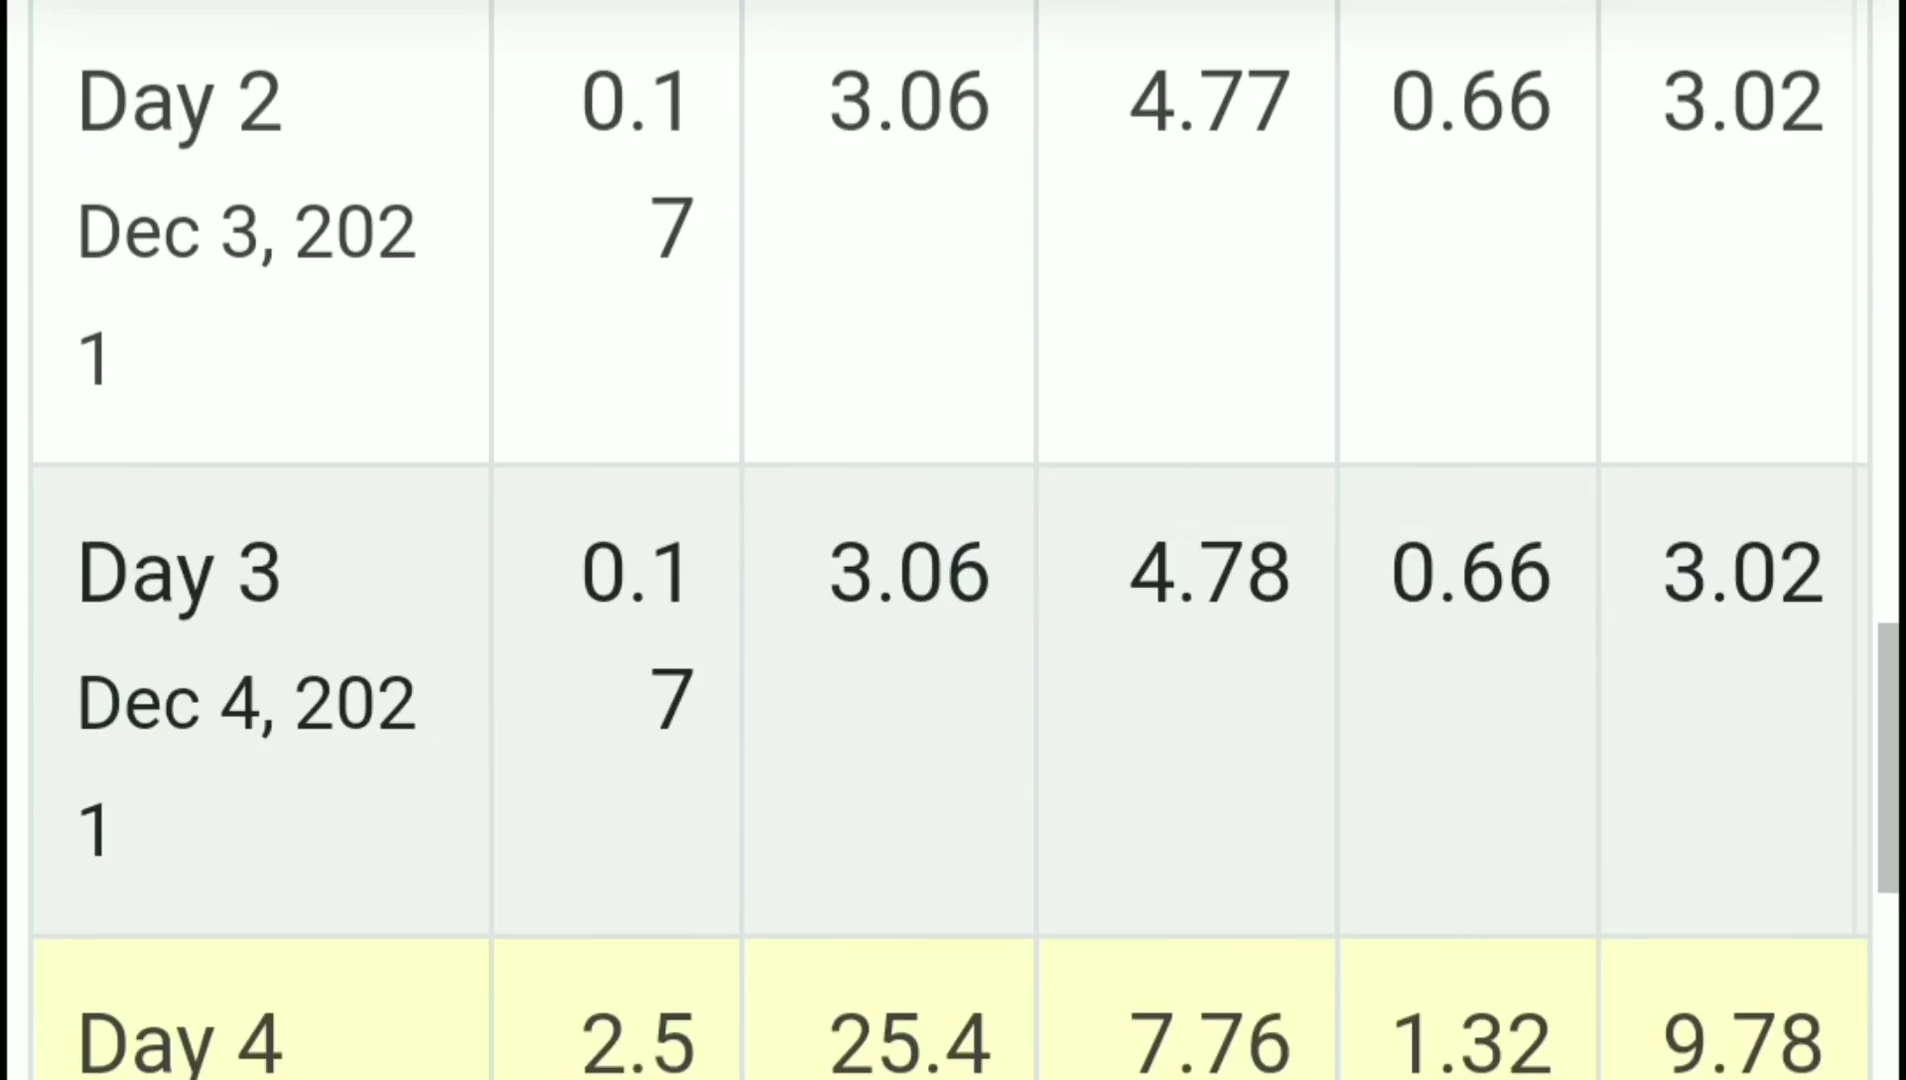 Day 2 0.1 3.06 4.77 0.66 3.02
Dec 3, 202 7
1
Day 3 0.1 3.06 4.78 0.66 3.02
Dec 4, 202 7
1
Day 4 2.5 25.4 7.76 1.32 9.78